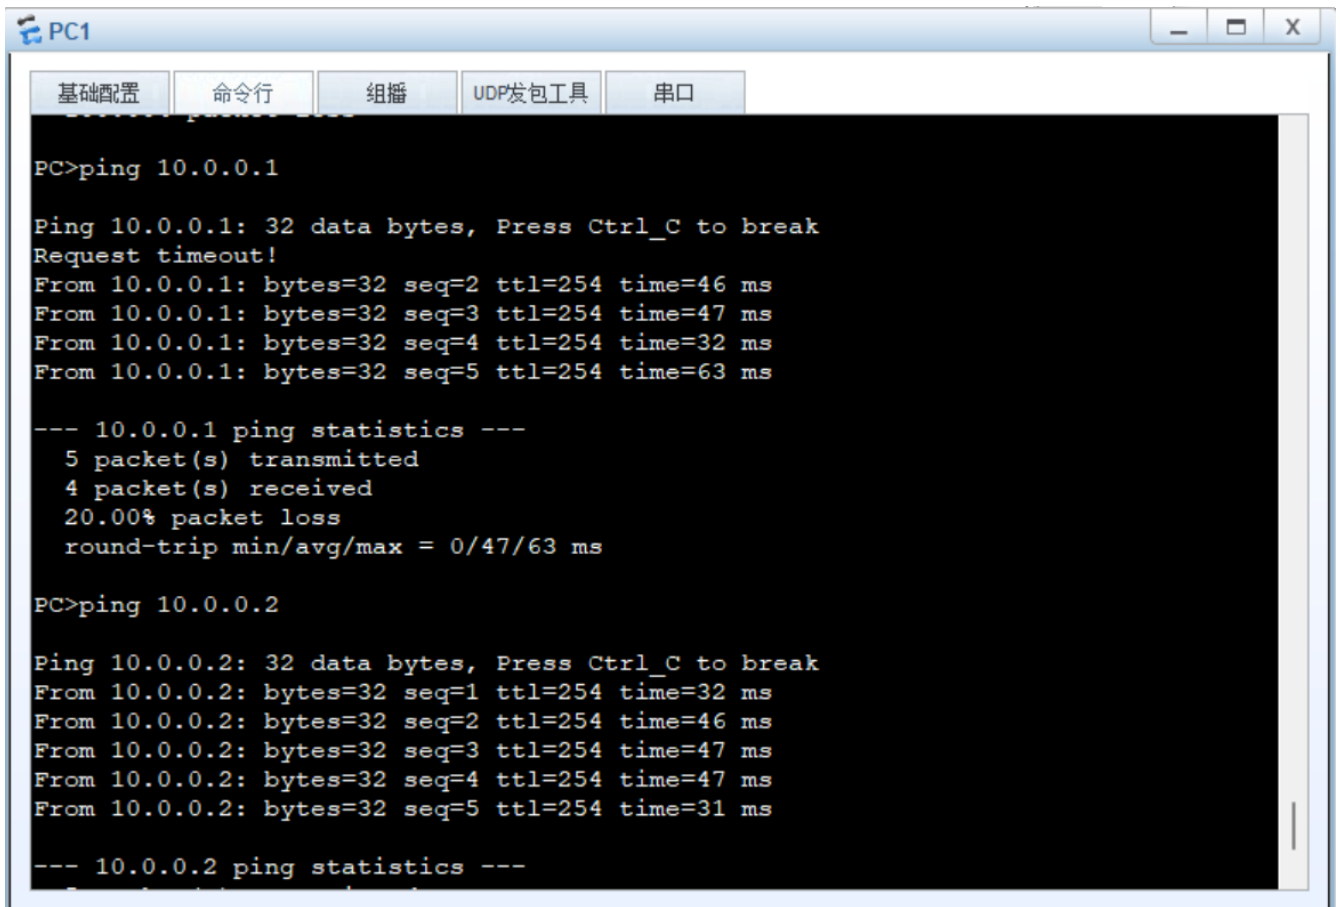 PC1
X
基础配置 命令行 组播 UDP发包工具 串口
PC>ping 10.0.0.1
Ping 10.0.0.1: 32 data bytes, Press Ctrl_C to break
Request timeout!
From 10.0.0.1: bytes=32 seq=2 ttl=254 time=46 ms
From 10.0.0.1: bytes=32 seq=3 ttl=254 time=47 ms
From 10.0.0.1: bytes=32 seq=4 ttl=254 time=32 ms
From 10.0.0.1: bytes=32 seq=5 ttl=254 time=63 ms
--- 10.0.0.1 ping statistics ---
5 packet(s) transmitted
4 packet(s) received
20.00% packet loss
round-trip min/avg/max = 0/47/63 ms
PC>ping 10.0.0.2
Ping 10.0.0.2: 32 data bytes, Press Ctrl_C to break
From 10.0.0.2: bytes=32 seq=1 ttl=254 time=32 ms
From 10.0.0.2: bytes=32 seq=2 ttl=254 time=46 ms
From 10.0.0.2: bytes=32 seq=3 ttl=254 time=47 ms
From 10.0.0.2: bytes=32 seq=4 ttl=254 time=47 ms
From 10.0.0.2: bytes=32 seq=5 ttl=254 time=31 ms
--- 10.0.0.2 ping statistics ---